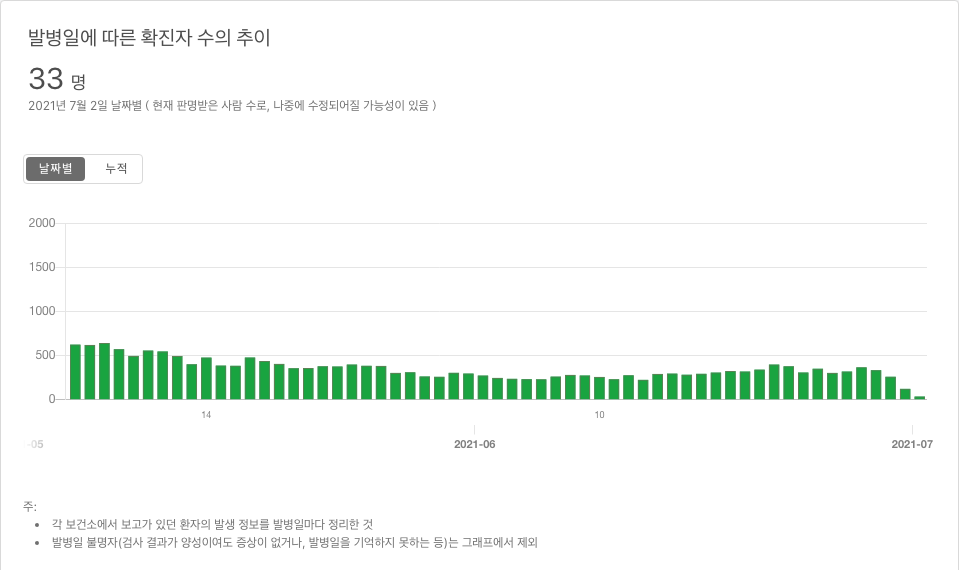 발병일에 따른 확진자 수의 추이
33 명
2021년 7월 2일 날짜별 ( 현재 판명받은 사람 수로, 나중에 수정되어질 가능성이 있음 )
날짜별 누적
2000
1500
1000
500
0
14 10
-05 2021-06 2021-07
주:
• 각 보건소에서 보고가 있던 환자의 발생 정보를 발병일마다 정리한 것
• 발병일 불명자(검사 결과가 양성이여도 증상이 없거나, 발병일을 기억하지 못하는 등)는 그래프에서 제외